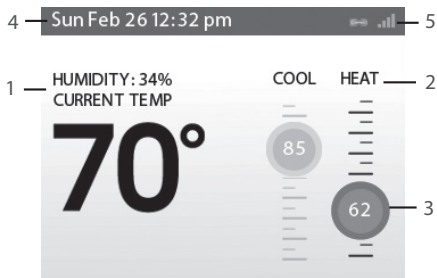 4 Sun Feb 26 12:32 pm 5
1 HUMIDITY: 34% COOL HEAT 2
CURRENT TEMP
70°
85
62 3